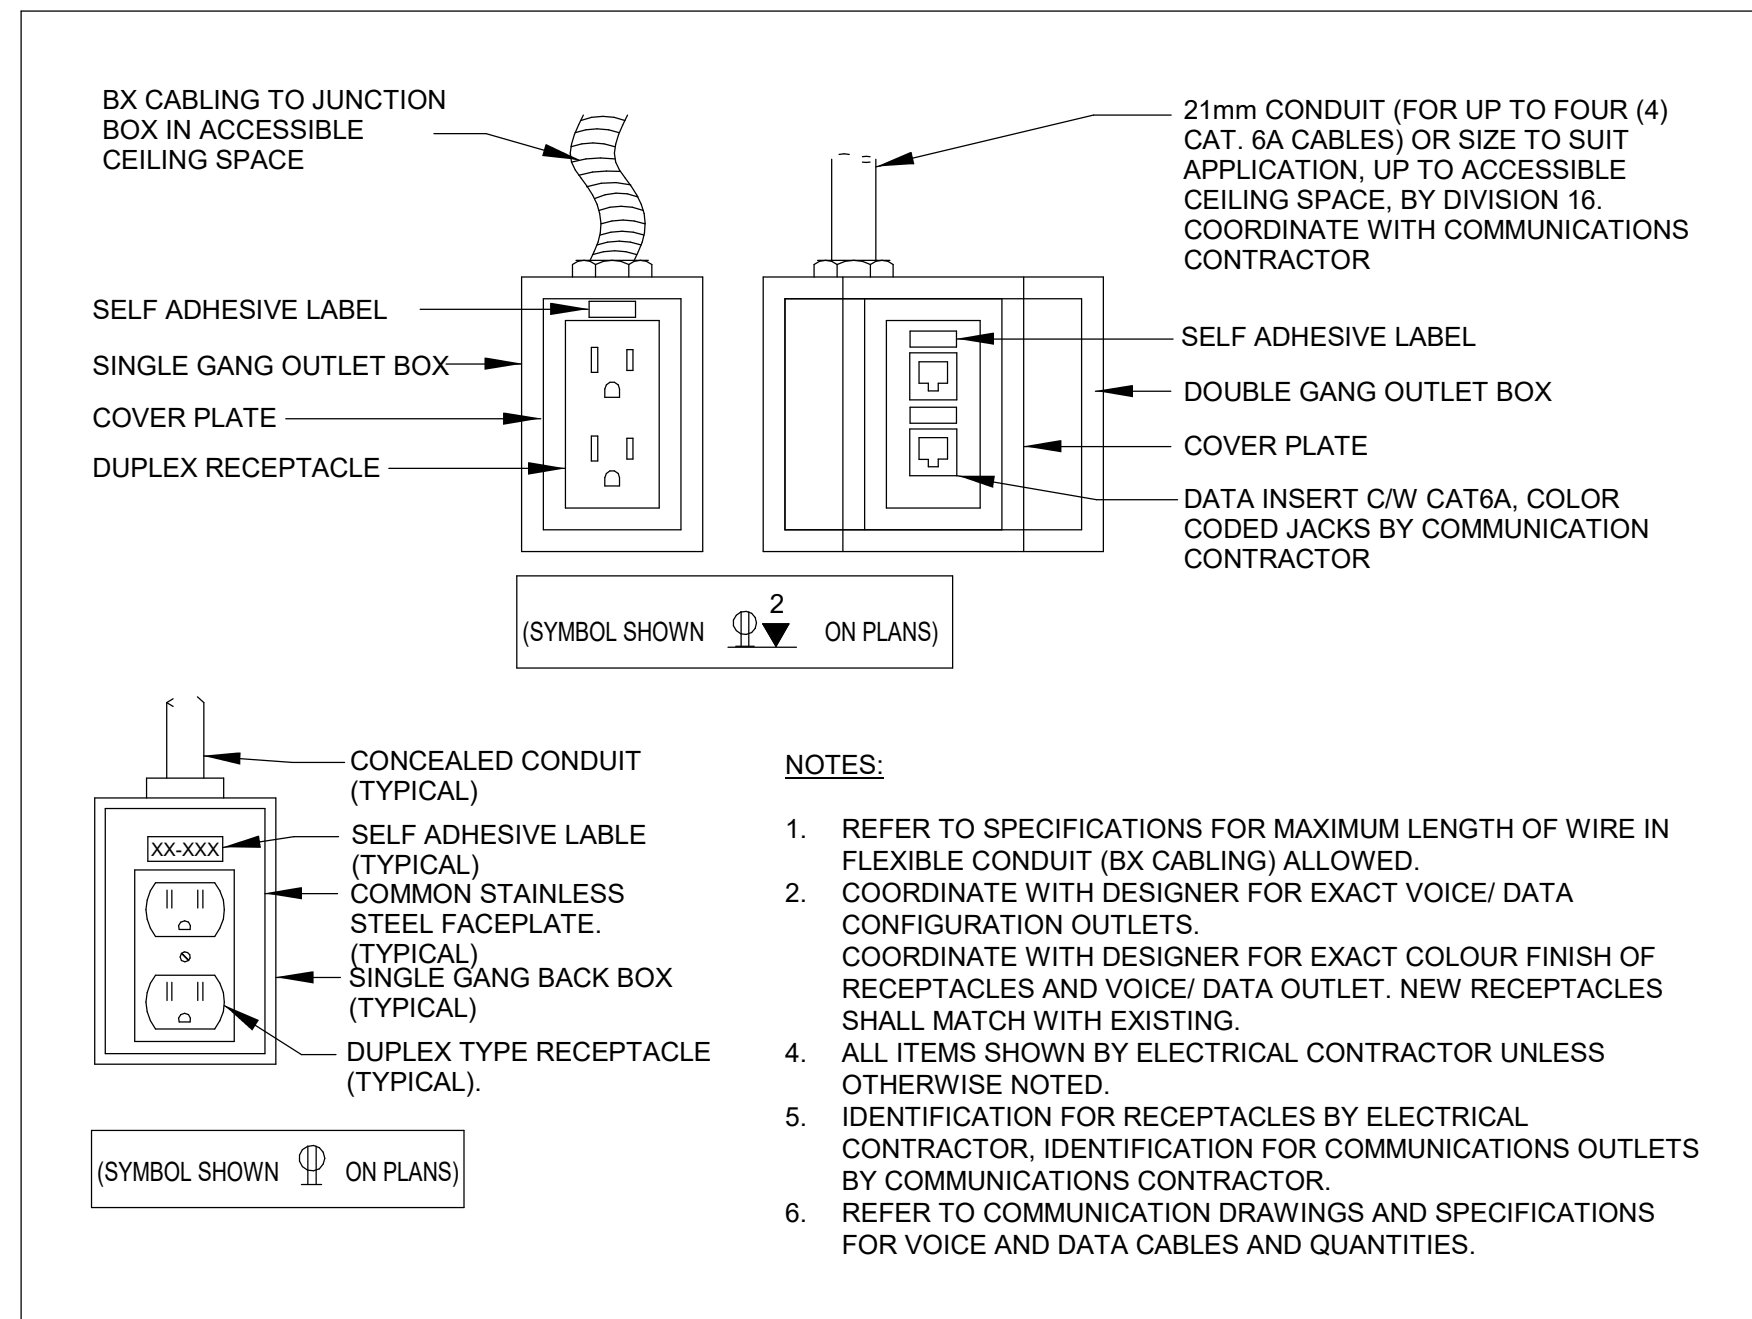 BX CABLING TO JUNCTION
BOX IN ACCESSIBLE
CEILING SPACE
SELF ADHESIVE LABEL
SINGLE GANG OUTLET BOX
COVER PLATE
DUPLEX RECEPTACLE
21mm CONDUIT (FOR UP TO FOUR (4)
CAT. 6A CABLES) OR SIZE TO SUIT
APPLICATION, UP TO ACCESSIBLE
CEILING SPACE, BY DIVISION 16.
COORDINATE WITH COMMUNICATIONS
CONTRACTOR
SELF ADHESIVE LABEL
DOUBLE GANG OUTLET BOX
COVER PLATE
DATA INSERT C/W CAT6A, COLOR
CODED JACKS BY COMMUNICATION
CONTRACTOR
2
(SYMBOL SHOWN ON PLANS)
CONCEALED CONDUIT
(TYPICAL)
SELF ADHESIVE LABLE
(TYPICAL)
COMMON STAINLESS
STEEL FACEPLATE.
(TYPICAL)
SINGLE GANG BACK BOX
(TYPICAL)
DUPLEX TYPE RECEPTACLE
(TYPICAL).
XX-XXX
(SYMBOL SHOWN ON PLANS)
NOTES:
1. REFER TO SPECIFICATIONS FOR MAXIMUM LENGTH OF WIRE IN
FLEXIBLE CONDUIT (BX CABLING) ALLOWED.
2. COORDINATE WITH DESIGNER FOR EXACT VOICE/ DATA
CONFIGURATION OUTLETS.
COORDINATE WITH DESIGNER FOR EXACT COLOUR FINISH OF
RECEPTACLES AND VOICE/ DATA OUTLET. NEW RECEPTACLES
SHALL MATCH WITH EXISTING.
4. ALL ITEMS SHOWN BY ELECTRICAL CONTRACTOR UNLESS
OTHERWISE NOTED.
5. IDENTIFICATION FOR RECEPTACLES BY ELECTRICAL
CONTRACTOR, IDENTIFICATION FOR COMMUNICATIONS OUTLETS
BY COMMUNICATIONS CONTRACTOR.
6. REFER TO COMMUNICATION DRAWINGS AND SPECIFICATIONS
FOR VOICE AND DATA CABLES AND QUANTITIES.